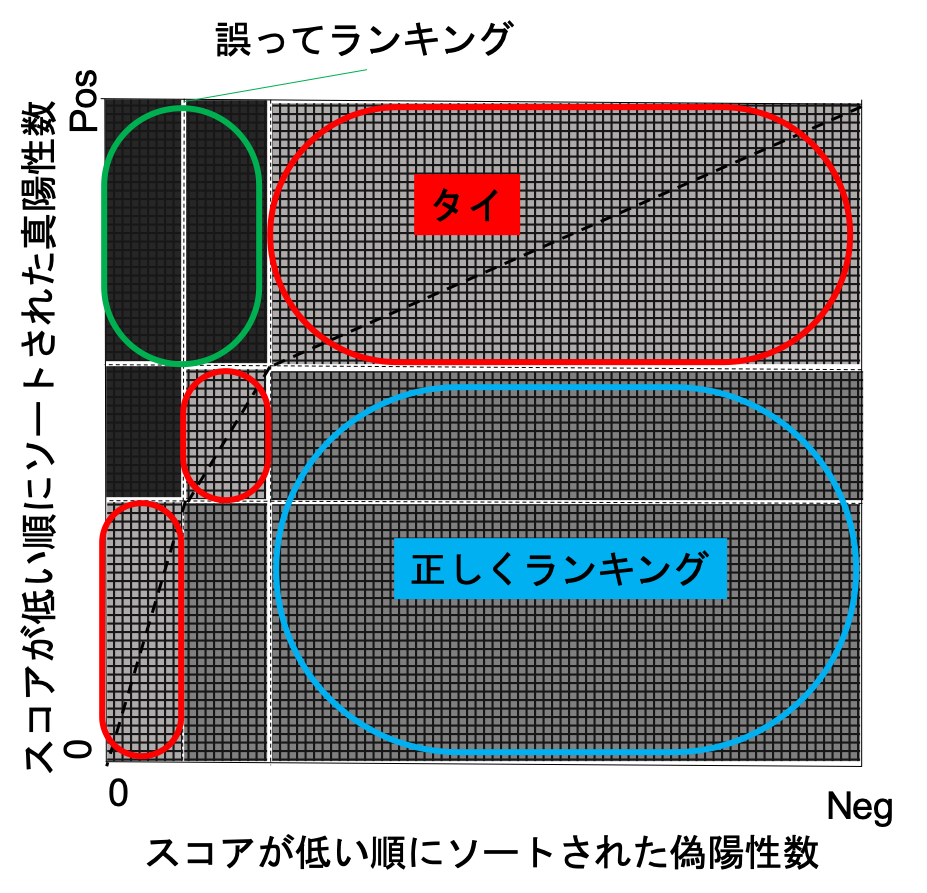 誤ってランキング
Pos
スコアが低い順にソートされた真陽性数
タイ
正しくランキング
0
0
Neg
スコアが低い順にソートされた偽陽性数